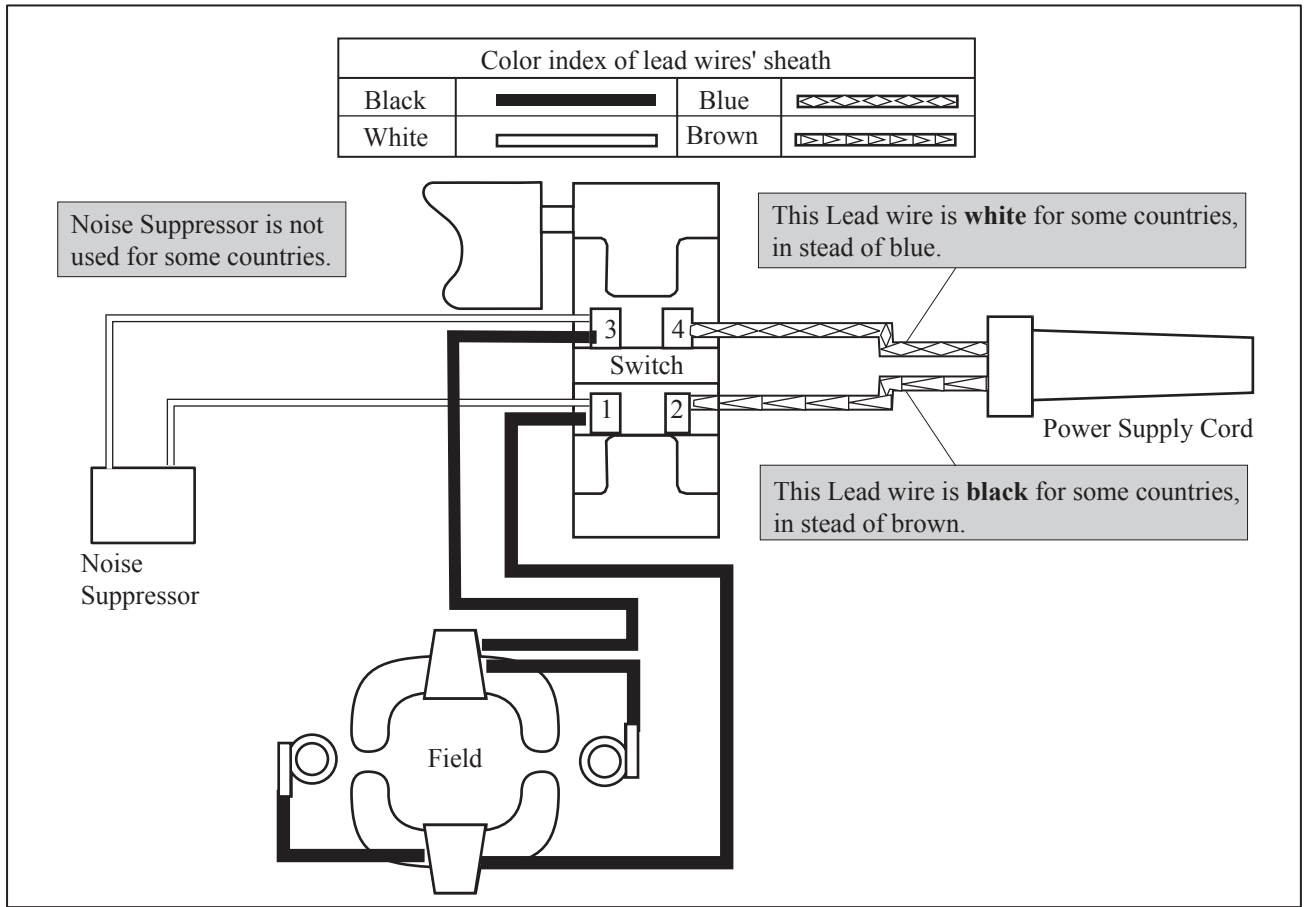 Color index of lead wires' sheath
Black
Blue
White
Brown
Noise Suppressor is not
used for some countries.
This Lead wire is white for some countries,
in stead of blue.
3
4
Switch
1
2
Power Supply Cord
This Lead wire is black for some countries,
in stead of brown.
Noise
Suppressor
Field